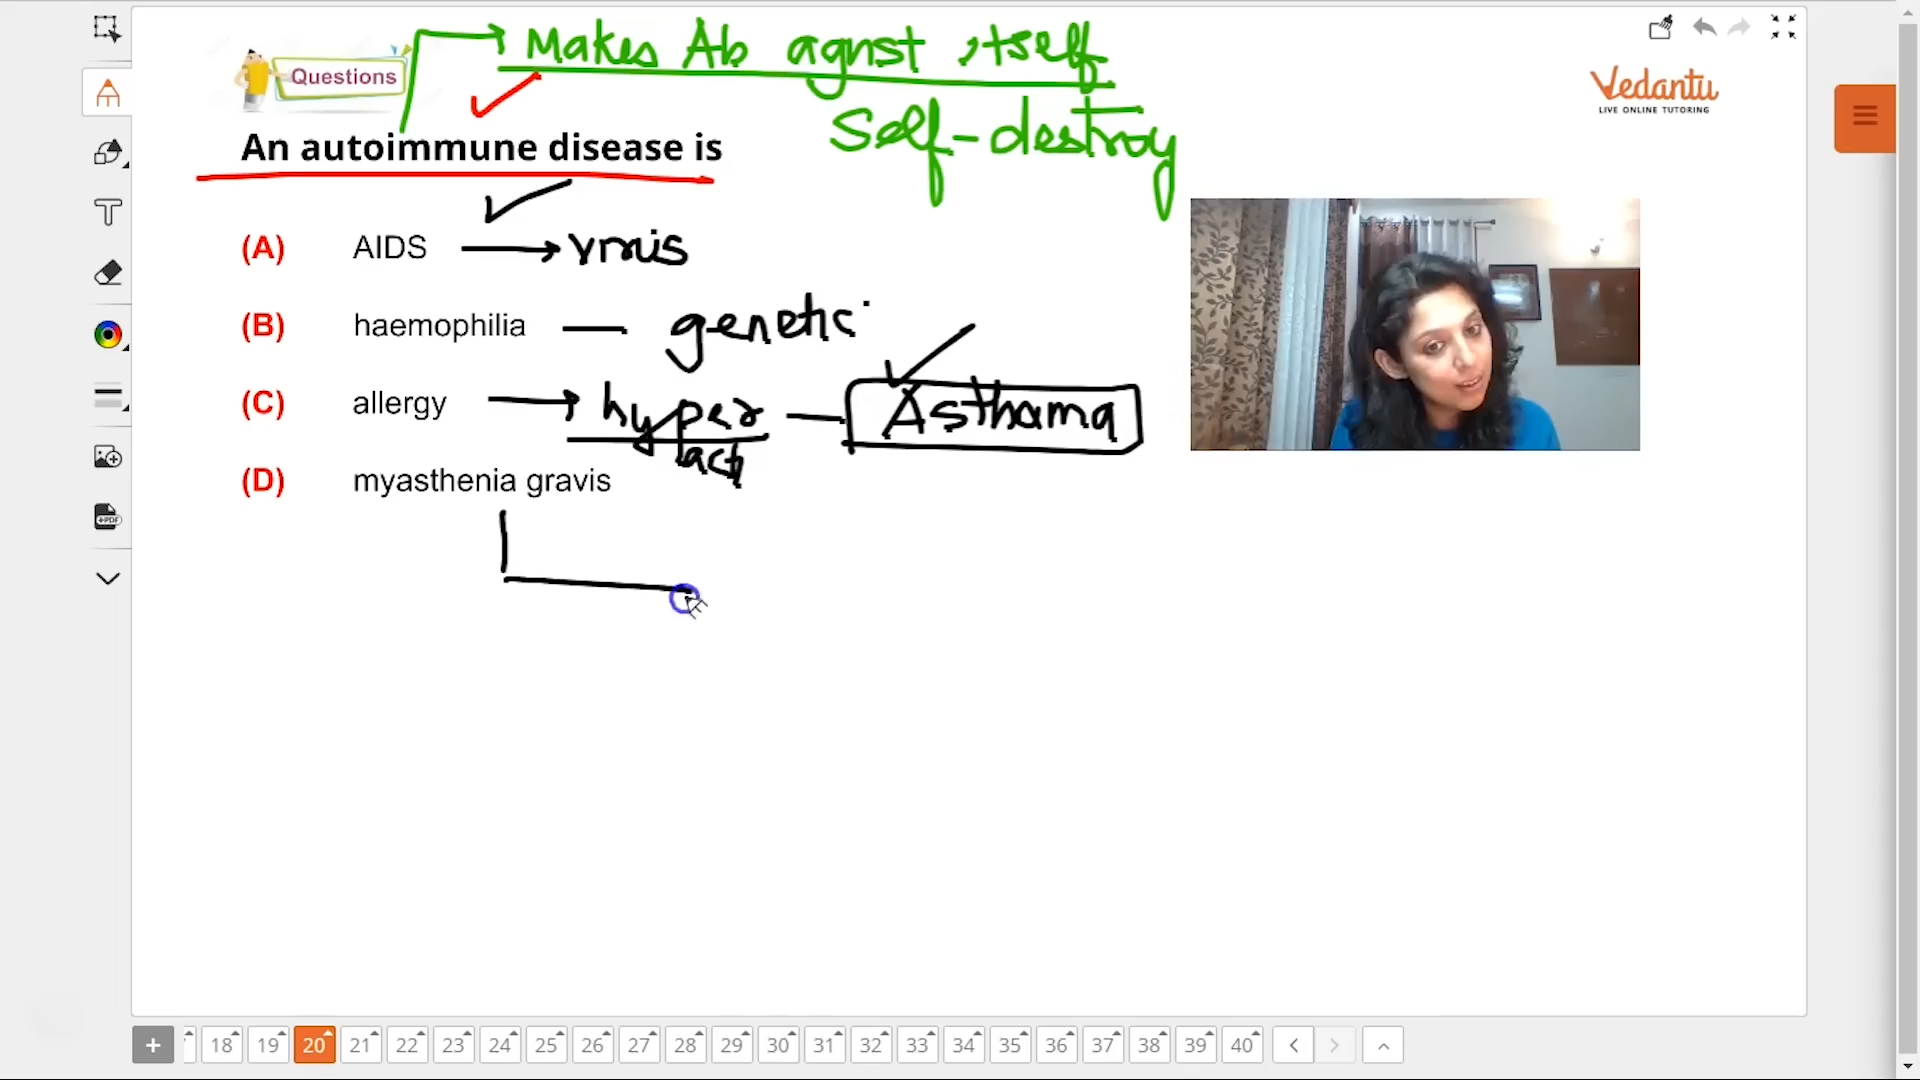 Makes Ab agnst itself
Questions
Self-destroy
Vedantu
LIVE ONLINE TUTORING
An autoimmune disease is
(A) AIDS → virus
(B) haemophilia — genetic
(C) allergy → hyper — Asthama
(D) myasthenia gravis
+PDF
+ 18 19 20 21 22 23 24 25 26 27 28 29 30 31 32 33 34 35 36 37 38 39 40